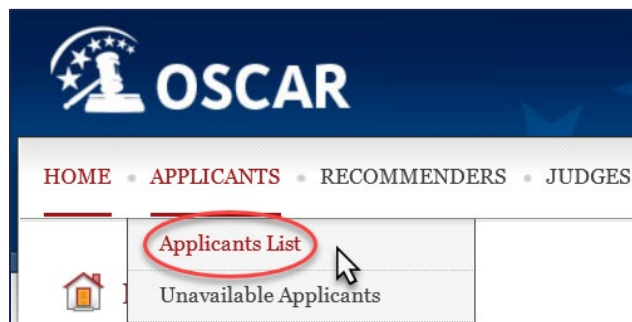 OSCAR
HOME APPLICANTS RECOMMENDERS JUDGES
Applicants List
Unavailable Applicants